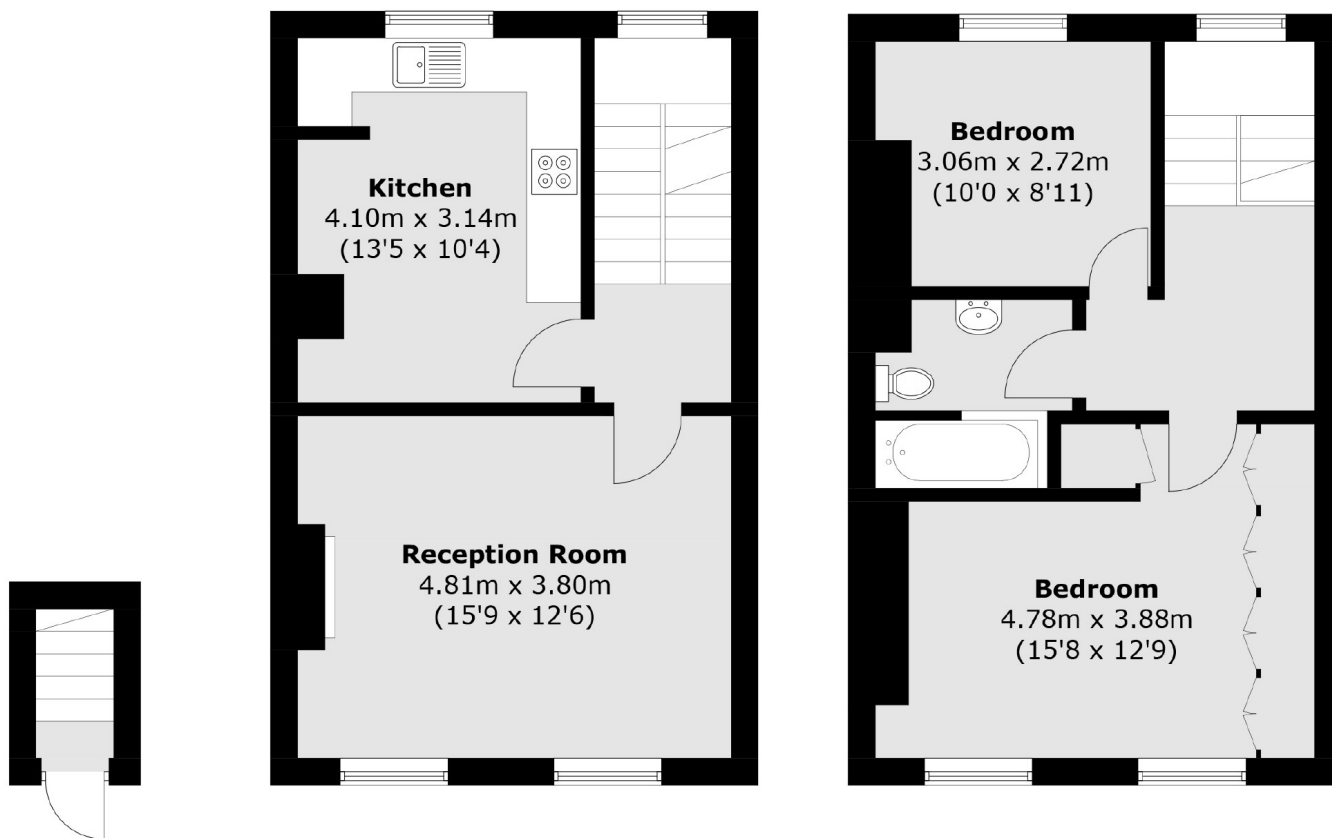 Kitchen
4.10m x 3.14m
(13'5 x 10'4)
Reception Room
4.81m x 3.80m
(15'9 x 12'6)
Bedroom
3.06m x 2.72m
(10'0 x 8'11)
Bedroom
4.78m x 3.88m
(15'8 x 12'9)